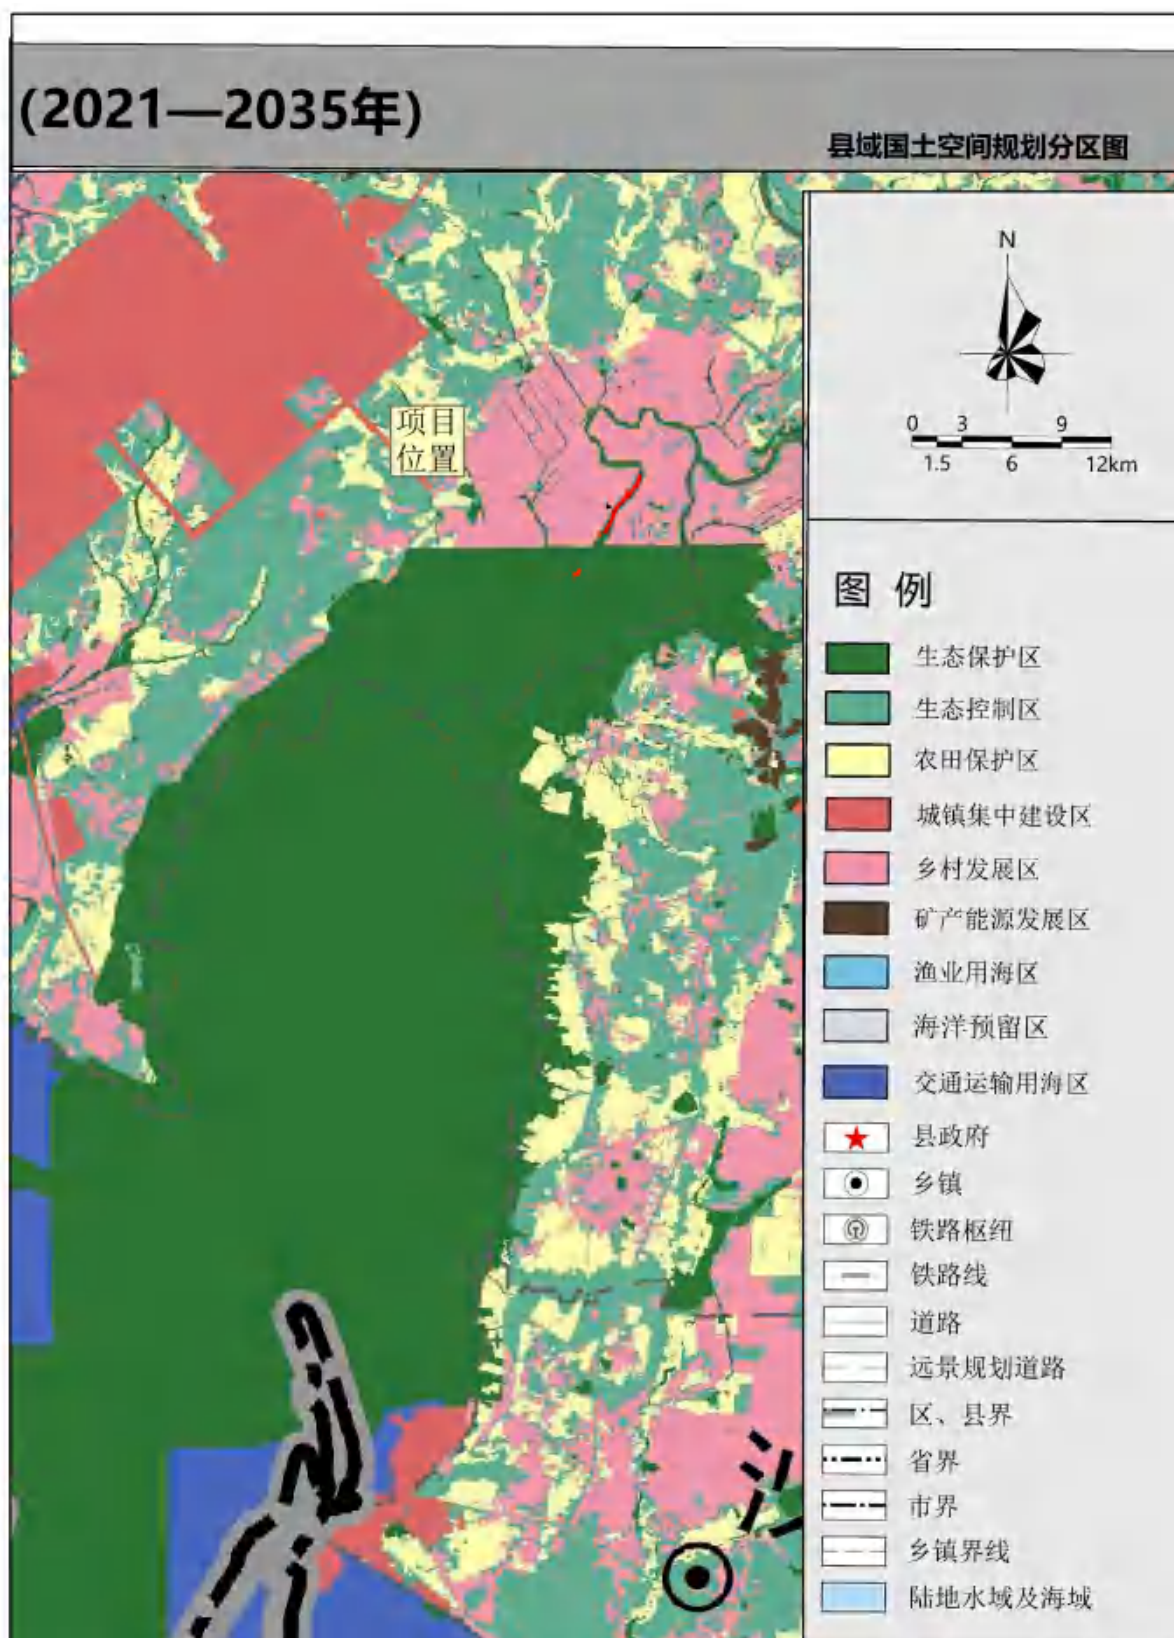 (2021—2035年)
县域国土空间规划分区图
N
0 3 9
1.5 6 12km
项目
位置
图 例
生态保护区
生态控制区
农田保护区
城镇集中建设区
乡村发展区
矿产能源发展区
渔业用海区
海洋预留区
交通运输用海区
县政府
乡镇
铁路枢纽
铁路线
道路
远景规划道路
区、县界
省界
市界
乡镇界线
陆地水域及海域